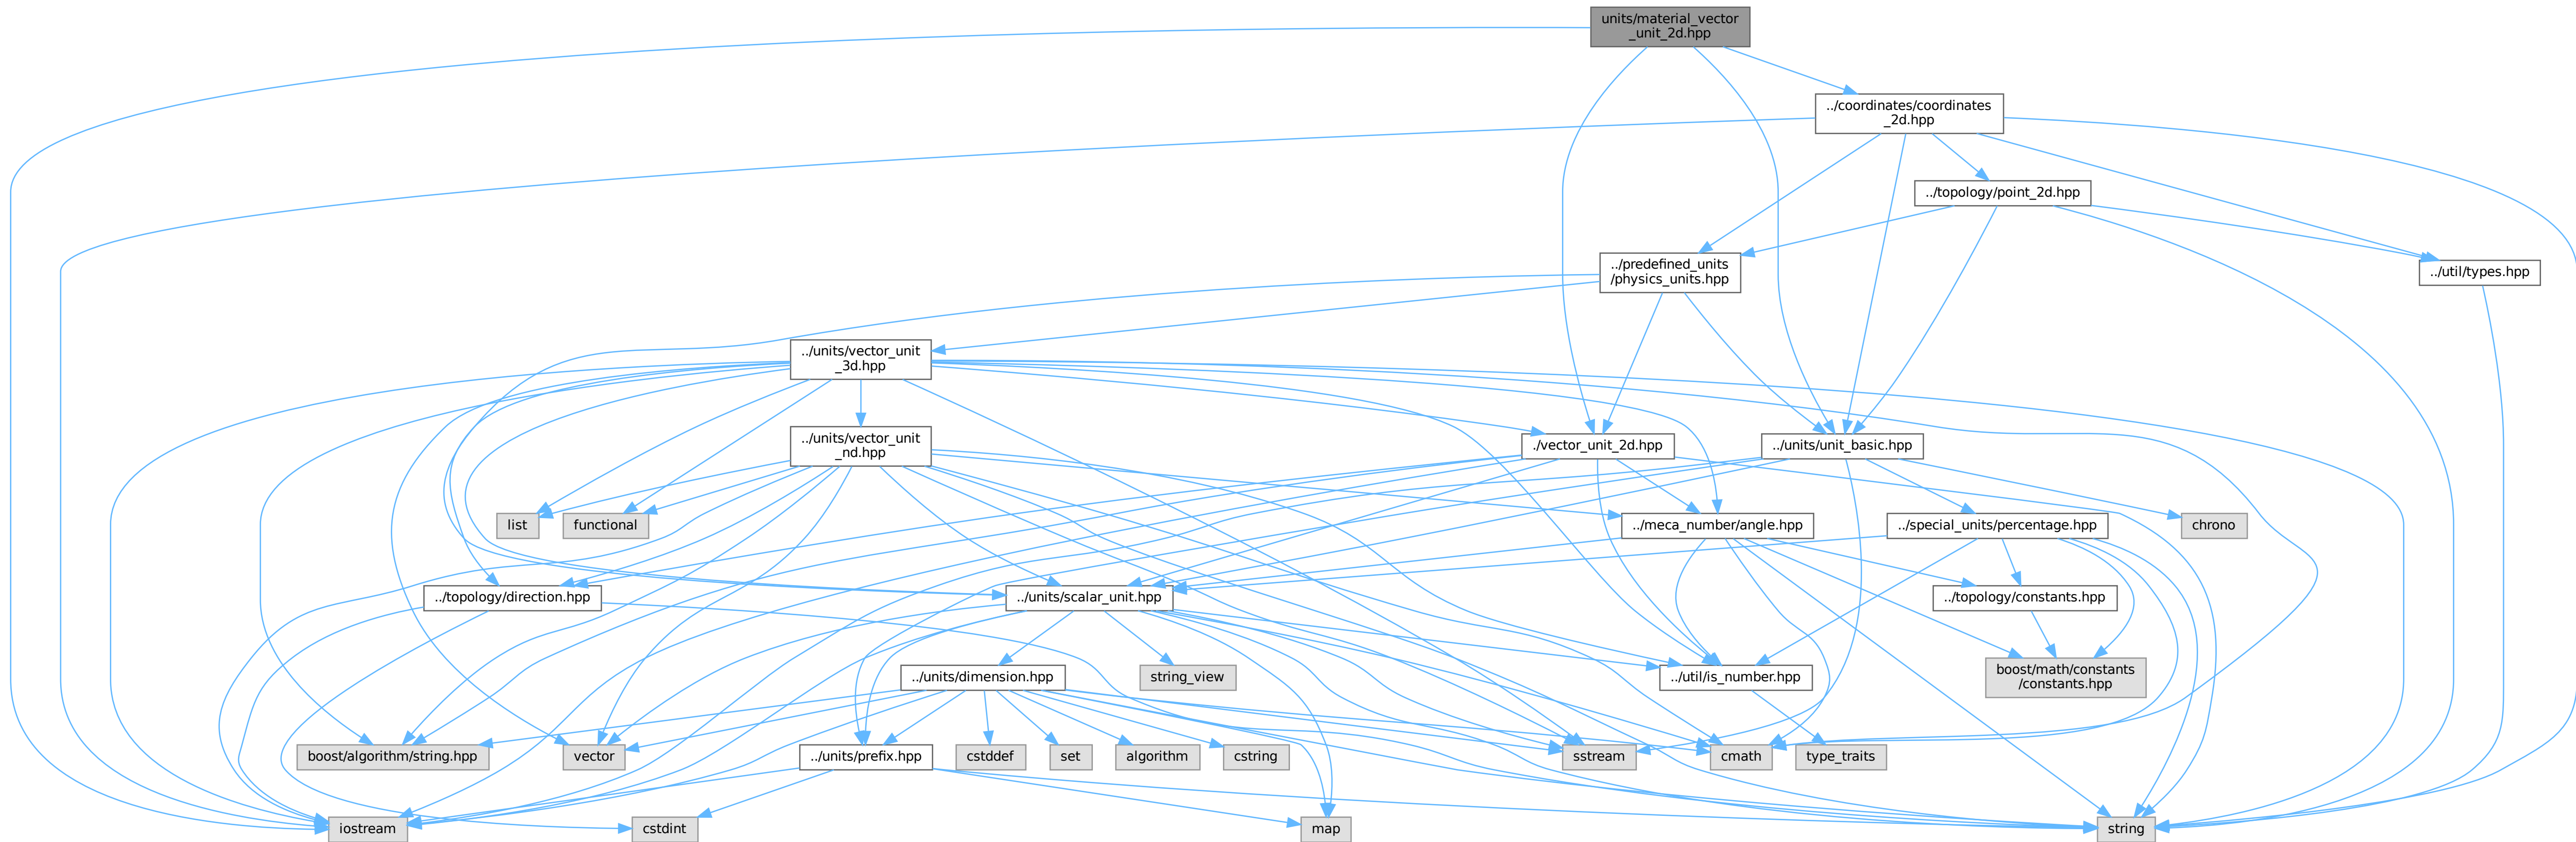 units/material_vector
_unit_2d.hpp
../coordinates/coordinates
_2d.hpp
../topology/point_2d.hpp
../predefined_units
/physics_units.hpp
../util/types.hpp
../units/vector_unit
_3d.hpp
../units/vector_unit
_nd.hpp
./vector_unit_2d.hpp
../units/unit_basic.hpp
list
functional
../meca_number/angle.hpp
../special_units/percentage.hpp
chrono
../topology/direction.hpp
../units/scalar_unit.hpp
../topology/constants.hpp
../units/dimension.hpp
string_view
../util/is_number.hpp
boost/math/constants
/constants.hpp
boost/algorithm/string.hpp
vector
../units/prefix.hpp
cstddef
set
algorithm
cstring
sstream
cmath
type_traits
iostream
cstdint
map
string